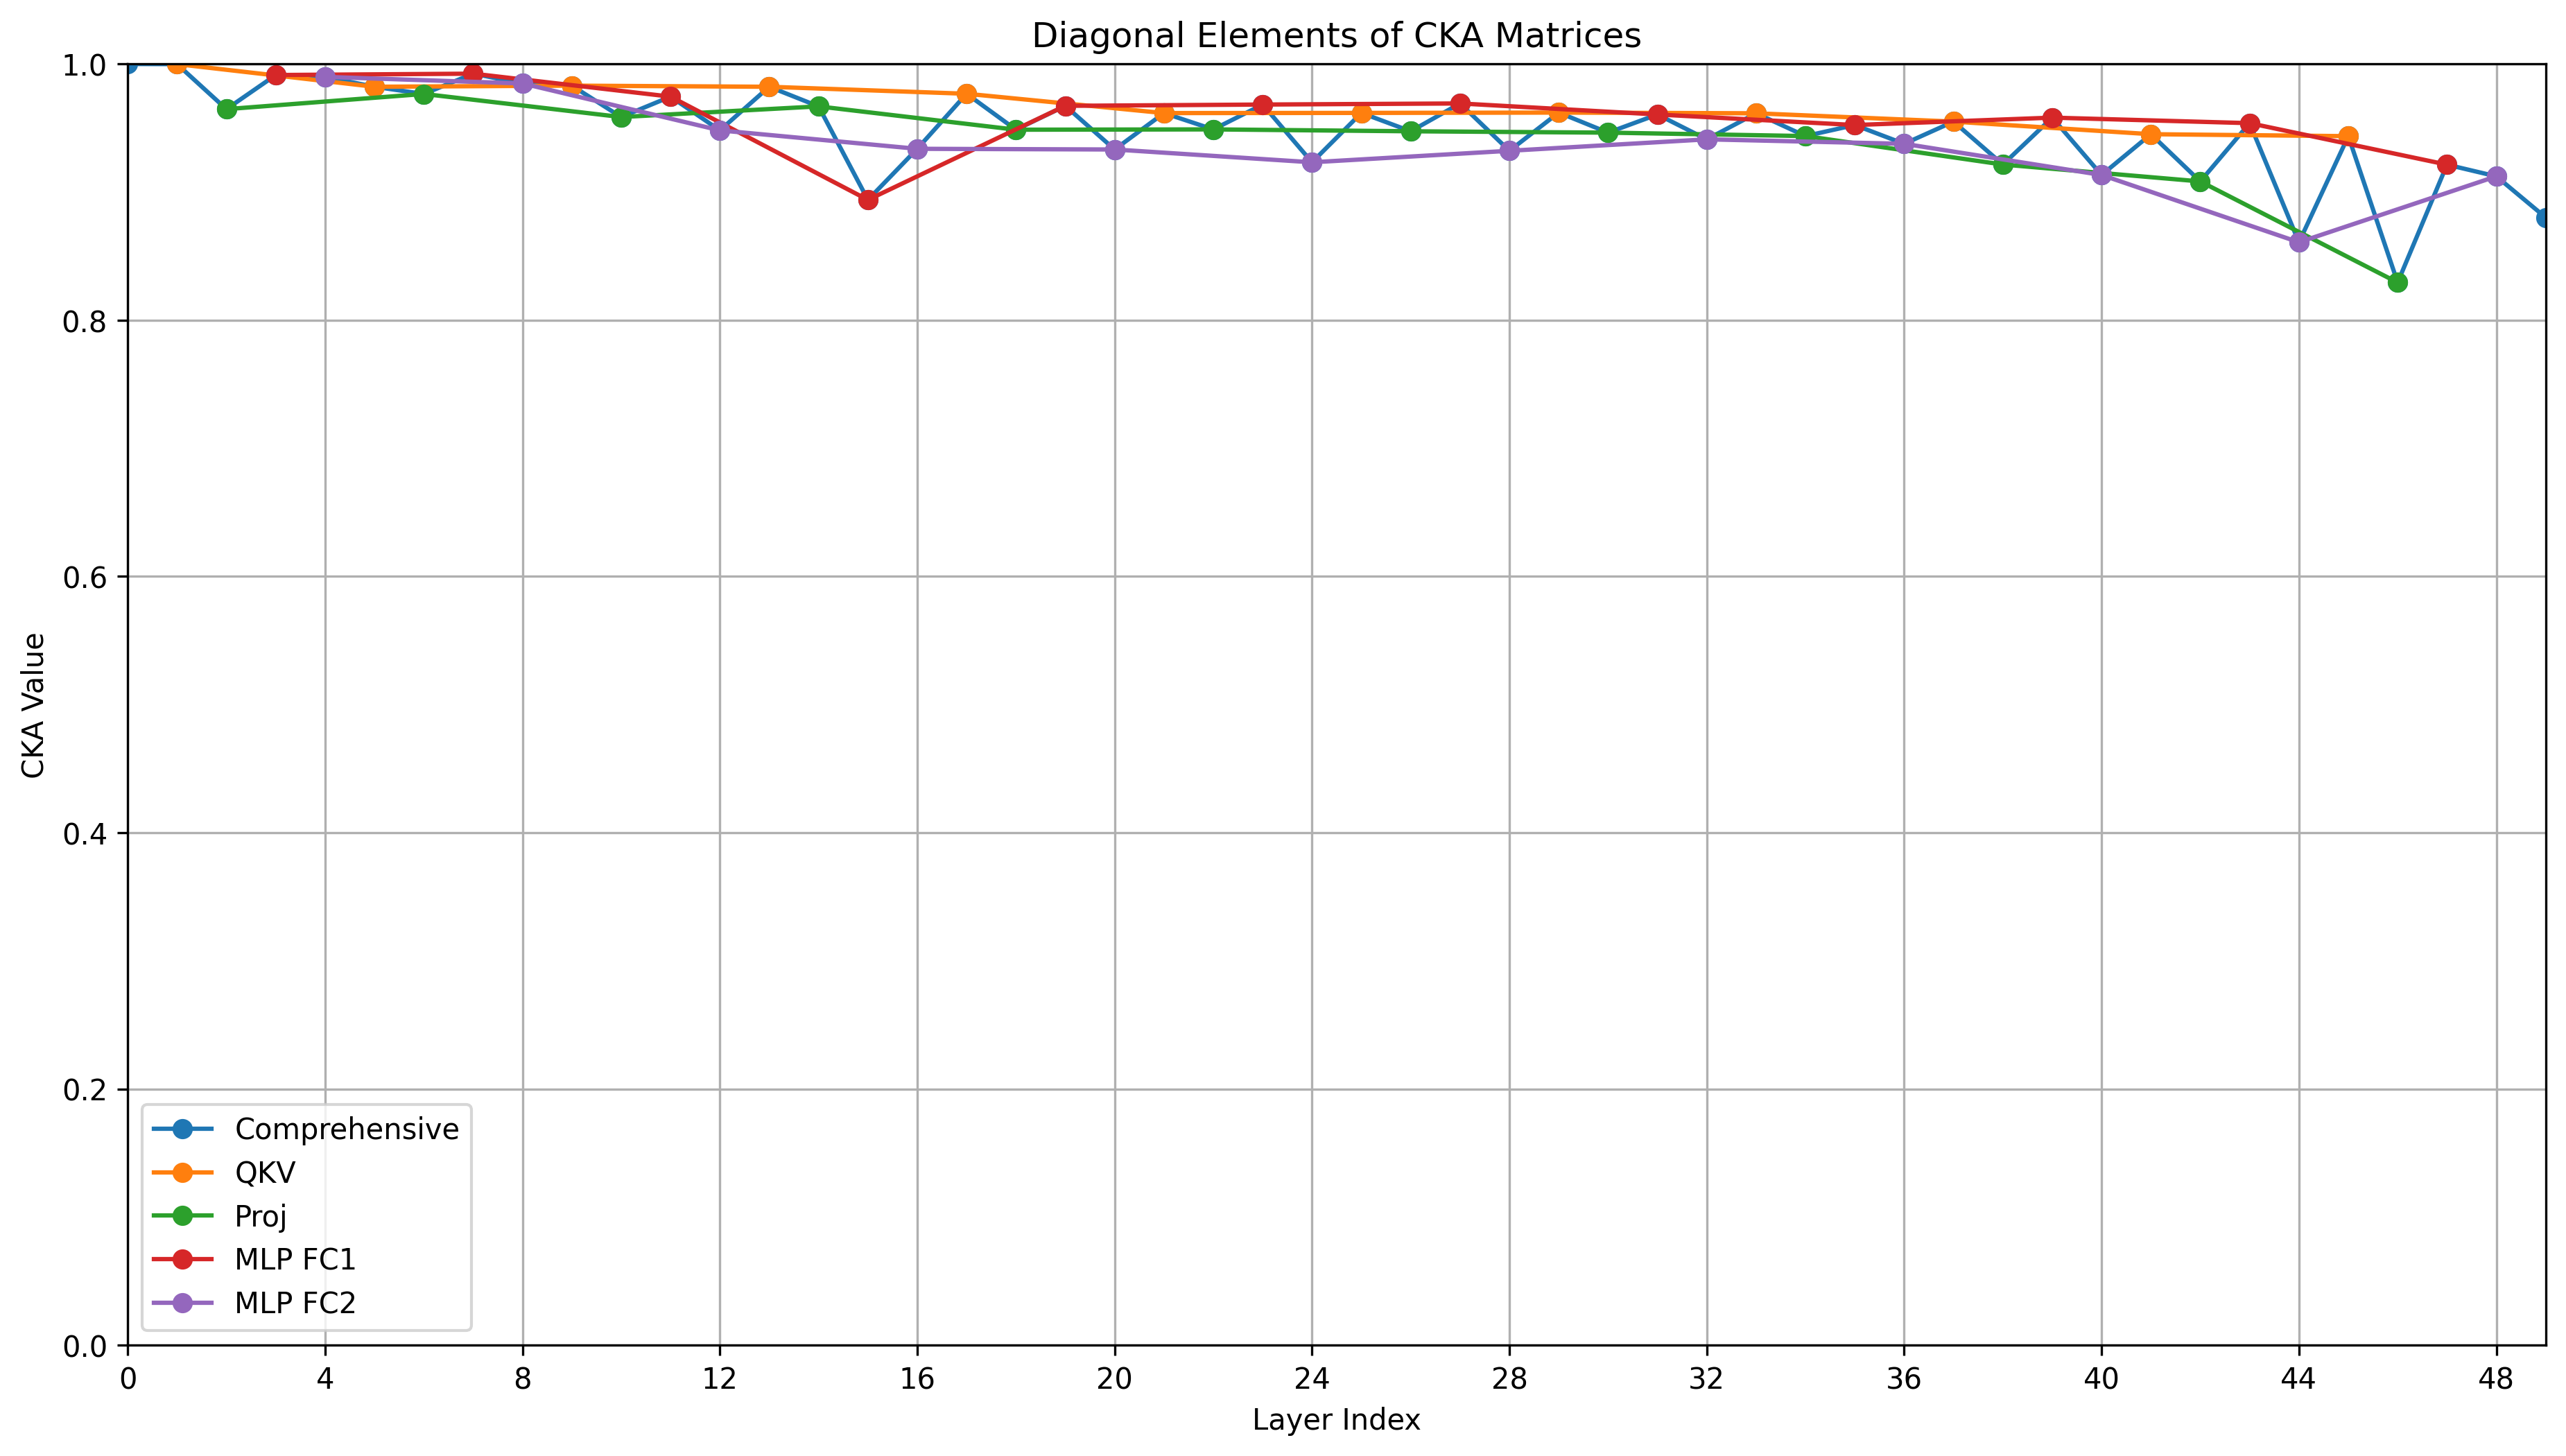 Diagonal Elements of CKA Matrices
1.0
0.8
0.6
0.4
0.2
0.0
CKA Value
Comprehensive
QKV
Proj
MLP FC1
MLP FC2
0 4 8 12 16 20 24 28 32 36 40 44 48
Layer Index